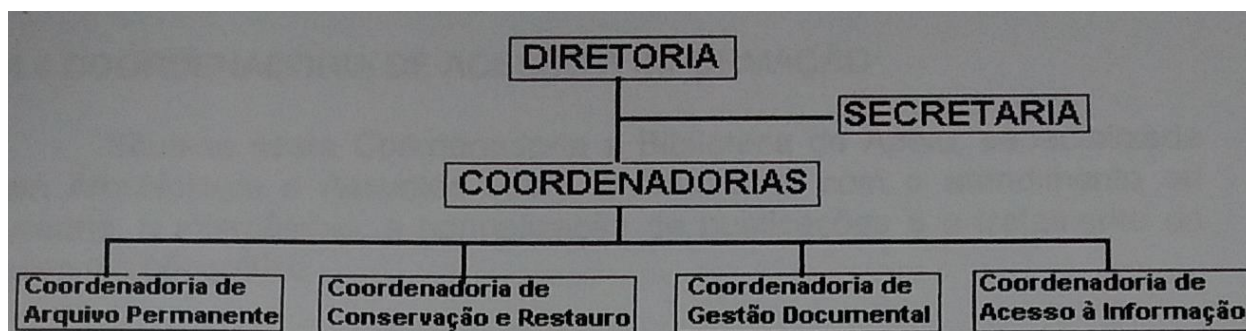 DIRETORIA
SECRETARIA
COORDENADORIAS
Coordenadoria de
Arquivo Permanente
Coordenadoria de
Conservação e Restauro
Coordenadoria de
Gestão Documental
Coordenadoria de
Acesso à Informação